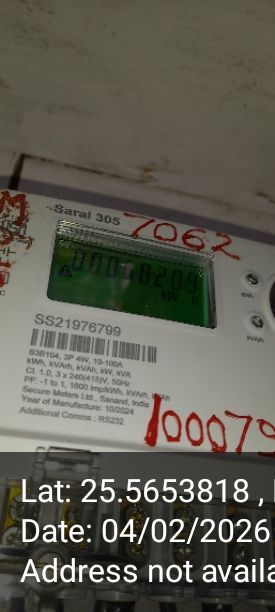 Saral 305
7062
kW h
SS21976799
S3B104, 3P 4W, 10-100A
kWh, kVArh, kVAh, kW, kVA
Cl. 1.0, 3 x 240(415)V, 50Hz
PF: -1 to 1, 1800 imp/kWh, kVArh, kVAh
Secure Meters Ltd., Sanand, India
Year of Manufacture: 10/2024
Additional Comms : RS232
100079
Lat: 25.5653818 ,
Date: 04/02/2026
Address not availa